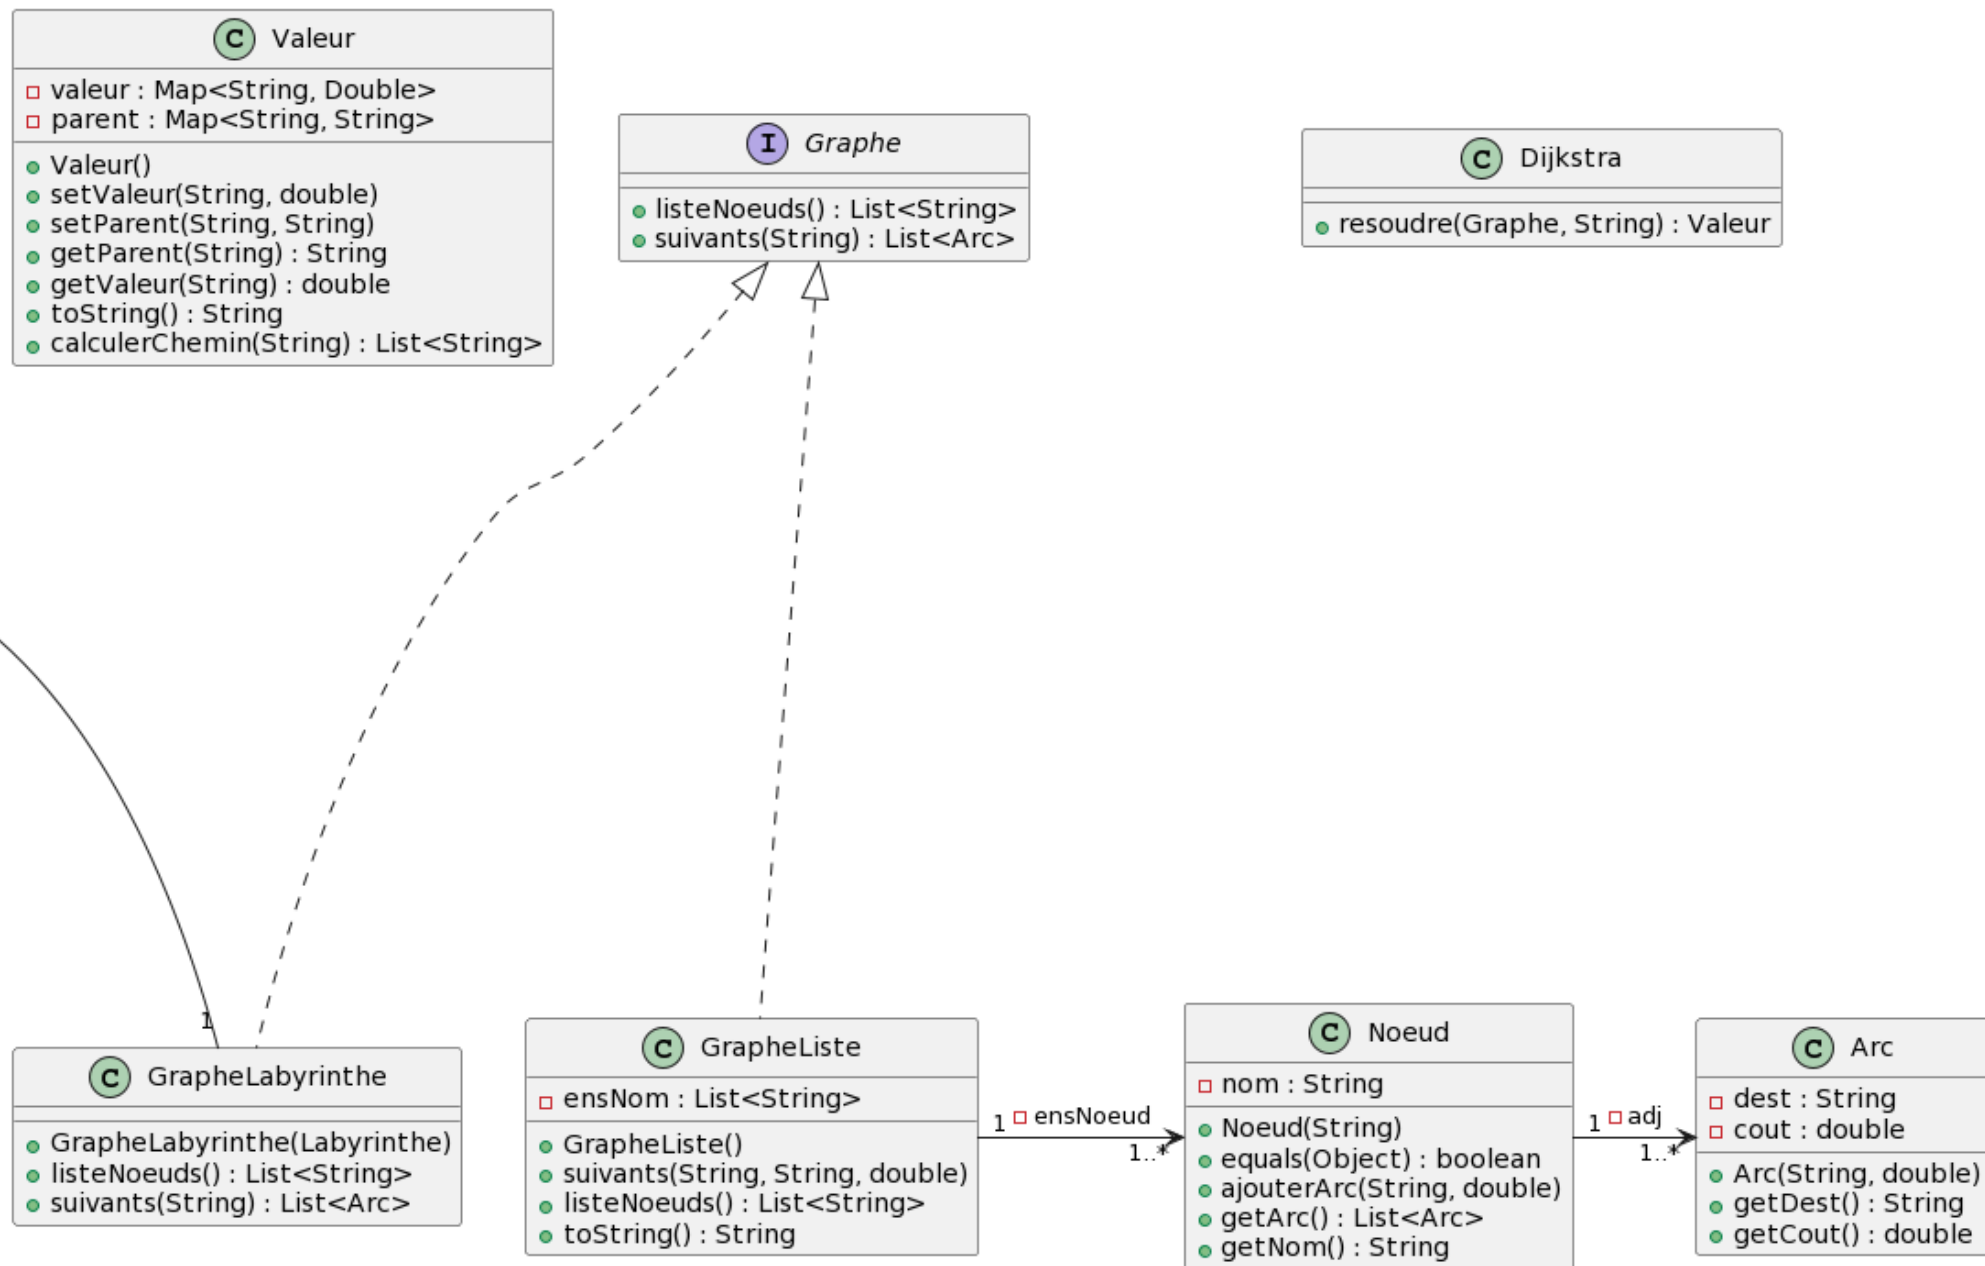 C Valeur
valeur : Map<String, Double>
parent : Map<String, String>
Valeur()
setValeur(String, double)
setParent(String, String)
getParent(String) : String
getValeur(String) : double
toString() : String
calculerChemin(String) : List<String>
I Graphe
listeNoeuds() : List<String>
suivants(String) : List<Arc>
C Dijkstra
resoudre(Graphe, String) : Valeur
1
C GrapheLabyrinthe
GrapheLabyrinthe(Labyrinthe)
listeNoeuds() : List<String>
suivants(String) : List<Arc>
C GrapheListe
ensNom : List<String>
GrapheListe()
suivants(String, String, double)
listeNoeuds() : List<String>
toString() : String
1 ensNoeud
1..*
C Noeud
nom : String
Noeud(String)
equals(Object) : boolean
ajouterArc(String, double)
getArc() : List<Arc>
getNom() : String
1 adj
1..*
C Arc
dest : String
cout : double
Arc(String, double)
getDest() : String
getCout() : double